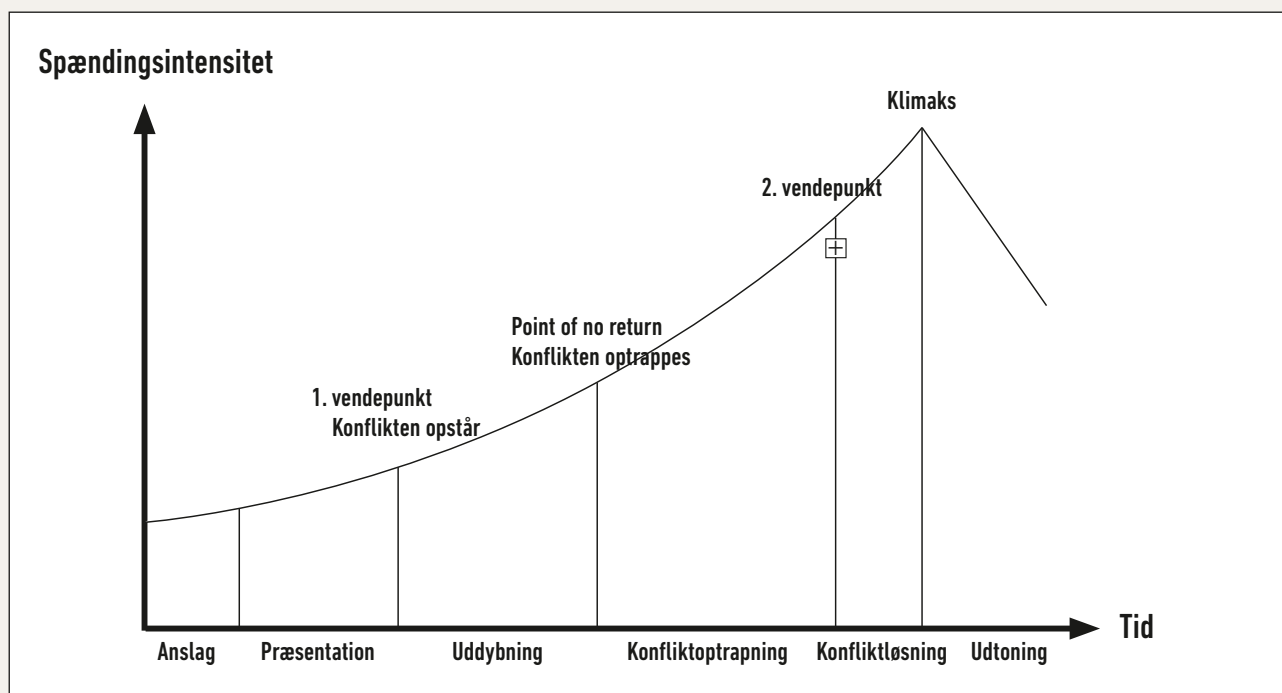 Spændingsintensitet
Klimaks
2. vendepunkt
Point of no return
Konflikten optrappes
1. vendepunkt
Konflikten opstår
Tid
Anslag
Præsentation
Uddybning
Konfliktoptrapning
Konfliktløsning
Udtoning